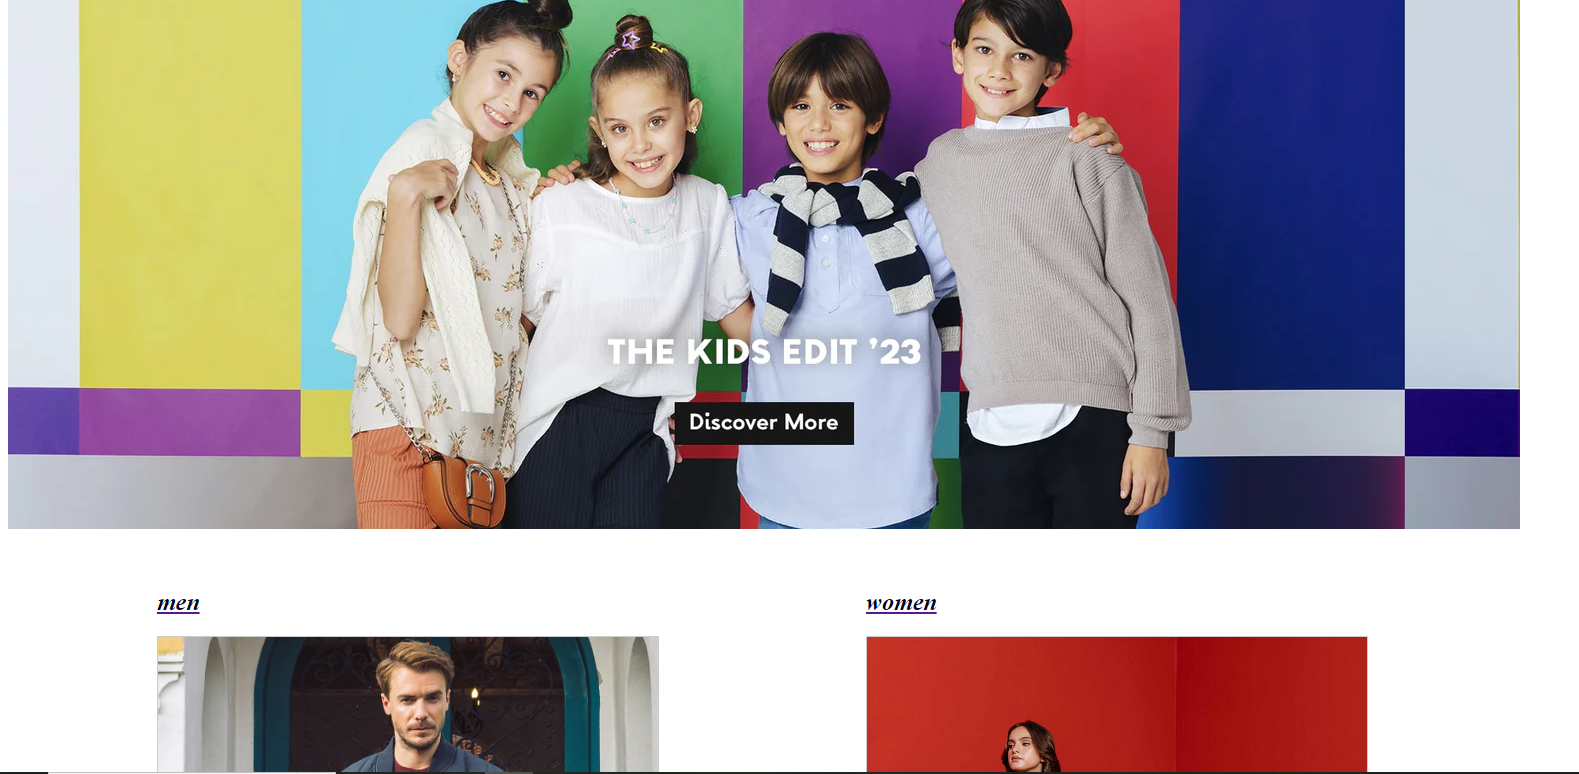 THE KIDS EDIT ’23
Discover More
men
women